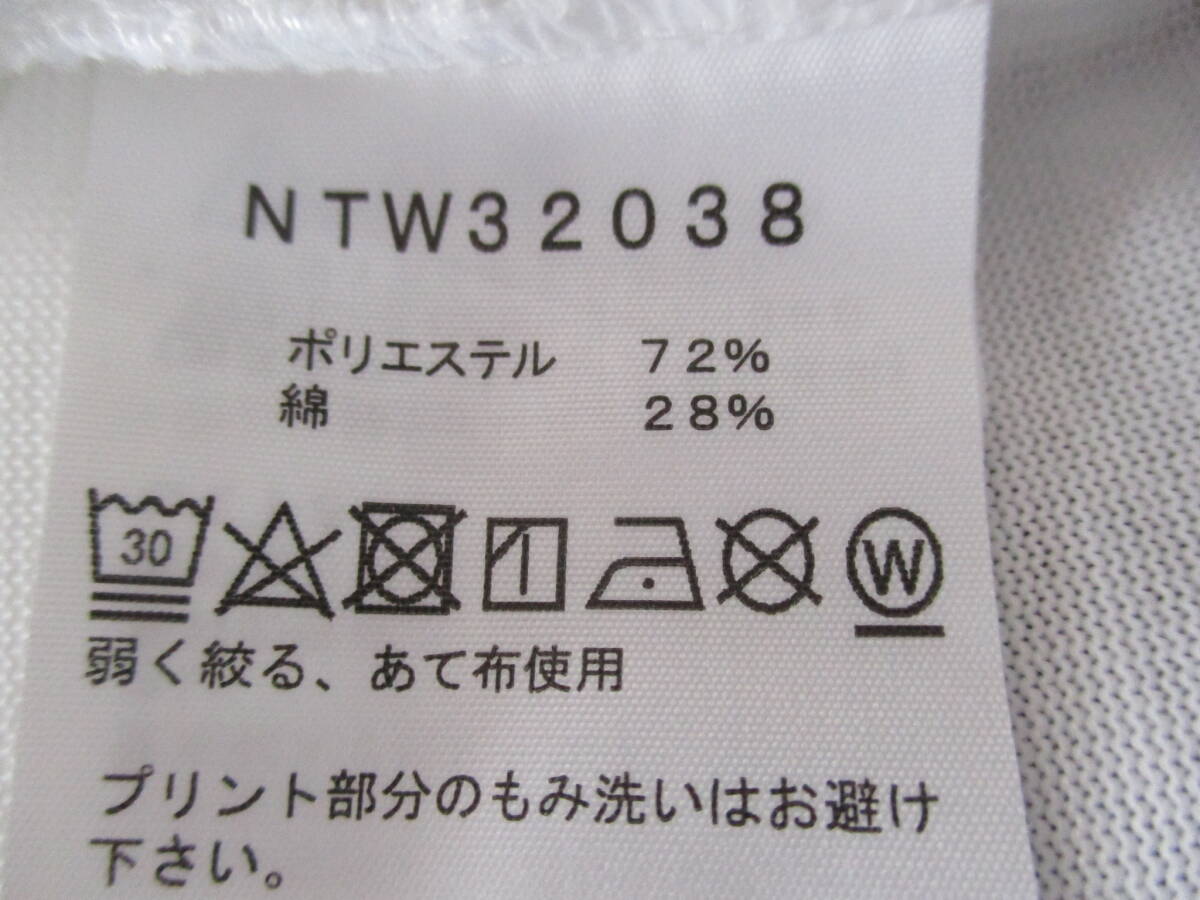 NTW32038
ポリエステル 72%
綿 28%
30 W
弱く絞る、あて布使用
プリント部分のもみ洗いはお避け
下さい。